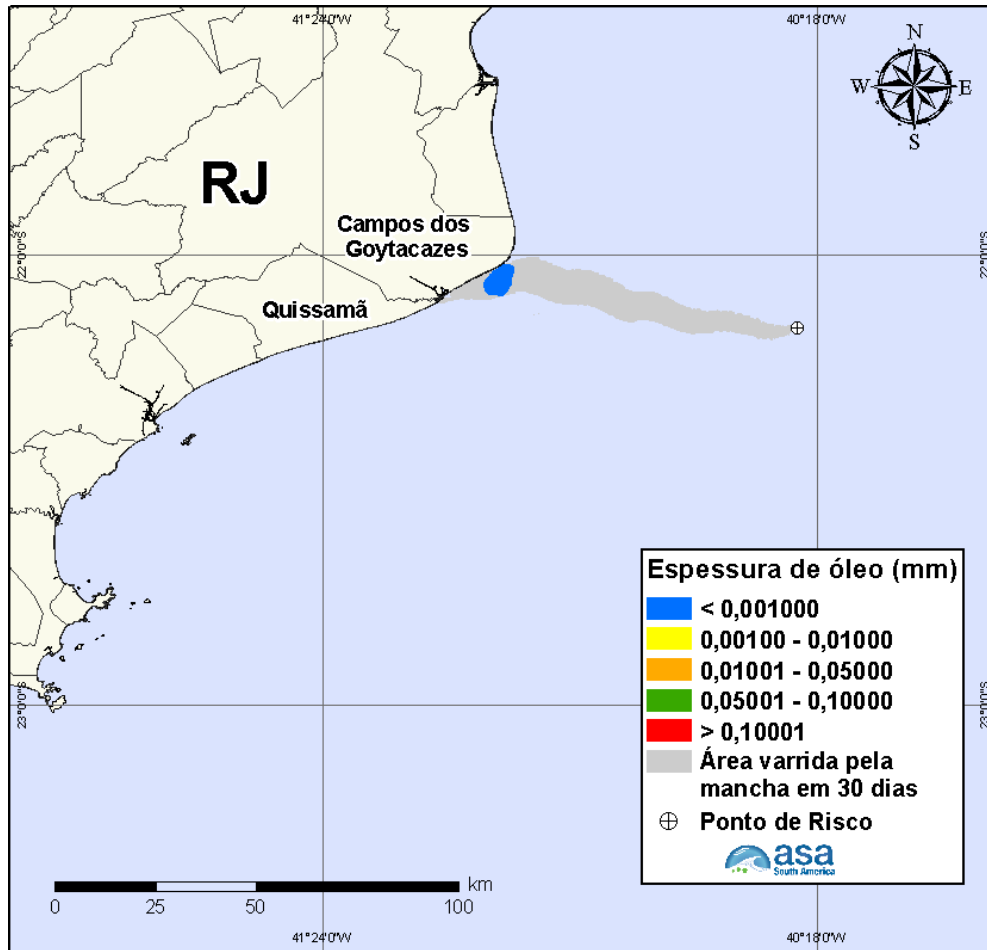 41°24'0"W
40°18'0"W
N
W
E
S
RJ
Campos dos
Goytacazes
22°0'0"S
22°0'0"S
Quissamã
Espessura de óleo (mm)
< 0,001000
0,00100 - 0,01000
0,01001 - 0,05000
0,05001 - 0,10000
> 0,10001
Área varrida pela
mancha em 30 dias
Ponto de Risco
asa
South America
23°0'0"S
23°0'0"S
km
0 25 50 100
41°24'0"W
40°18'0"W